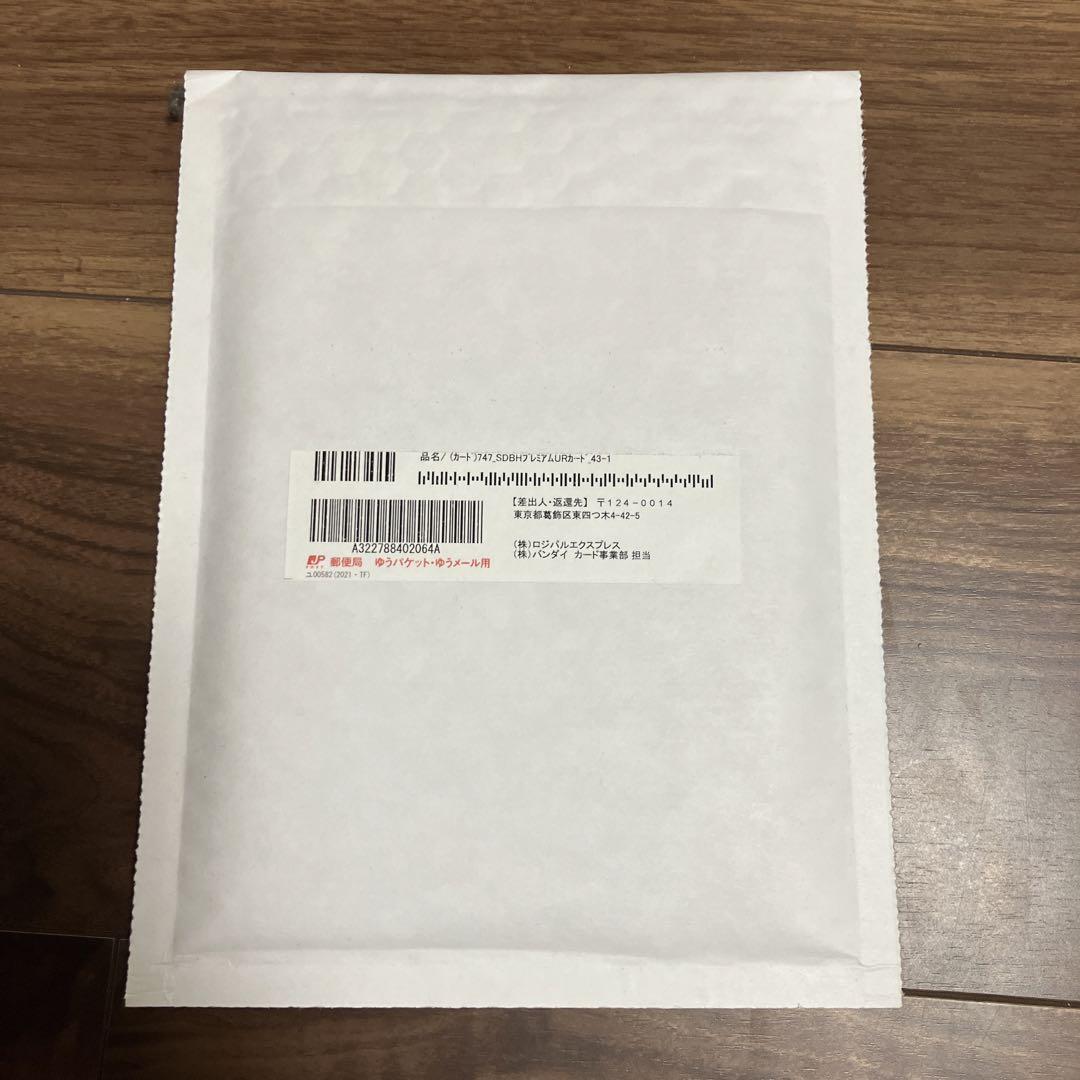 品名/ (ｶｰﾄﾞ)747_SDBHﾌﾟﾚﾐｱﾑURｶｰﾄﾞ_43-1
【差出人・返還先】 〒124-0014
東京都葛飾区東四つ木4-42-5
(株)ロジパルエクスプレス
(株)バンダイ カード事業部 担当
A322788402064A
JP POST 郵便局 ゆうパケット・ゆうメール用
ユ00582(2021・TF)